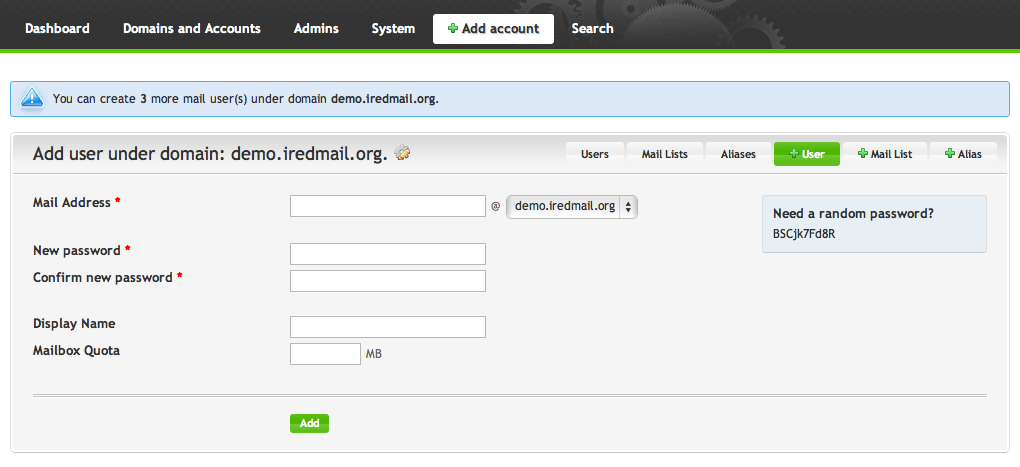 Dashboard Domains and Accounts Admins System Add account Search
You can create 3 more mail user(s) under domain demo.iredmail.org.
Add user under domain: demo.iredmail.org. Users Mail Lists Aliases User Mail List Alias
Mail Address * @ demo.iredmail.org
Need a random password?
BSCjk7Fd8R
New password *
Confirm new password *
Display Name
Mailbox Quota MB
Add